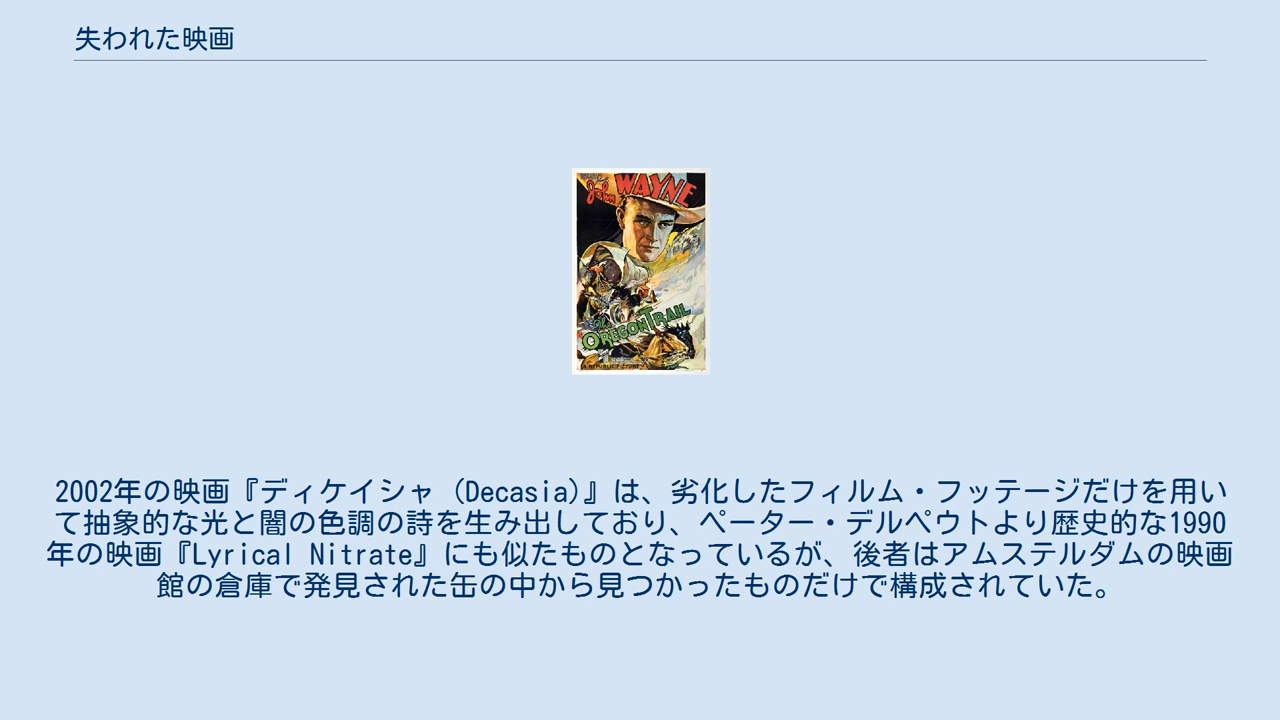 失われた映画
John
WAYNE
The
OREGON TRAIL
A REPUBLIC PICTURE
2002年の映画『ディケイシャ (Decasia)』は、劣化したフィルム・フッテージだけを用い
て抽象的な光と闇の色調の詩を生み出しており、ペーター・デルペウトより歴史的な1990
年の映画『Lyrical Nitrate』にも似たものとなっているが、後者はアムステルダムの映画
館の倉庫で発見された缶の中から見つかったものだけで構成されていた。